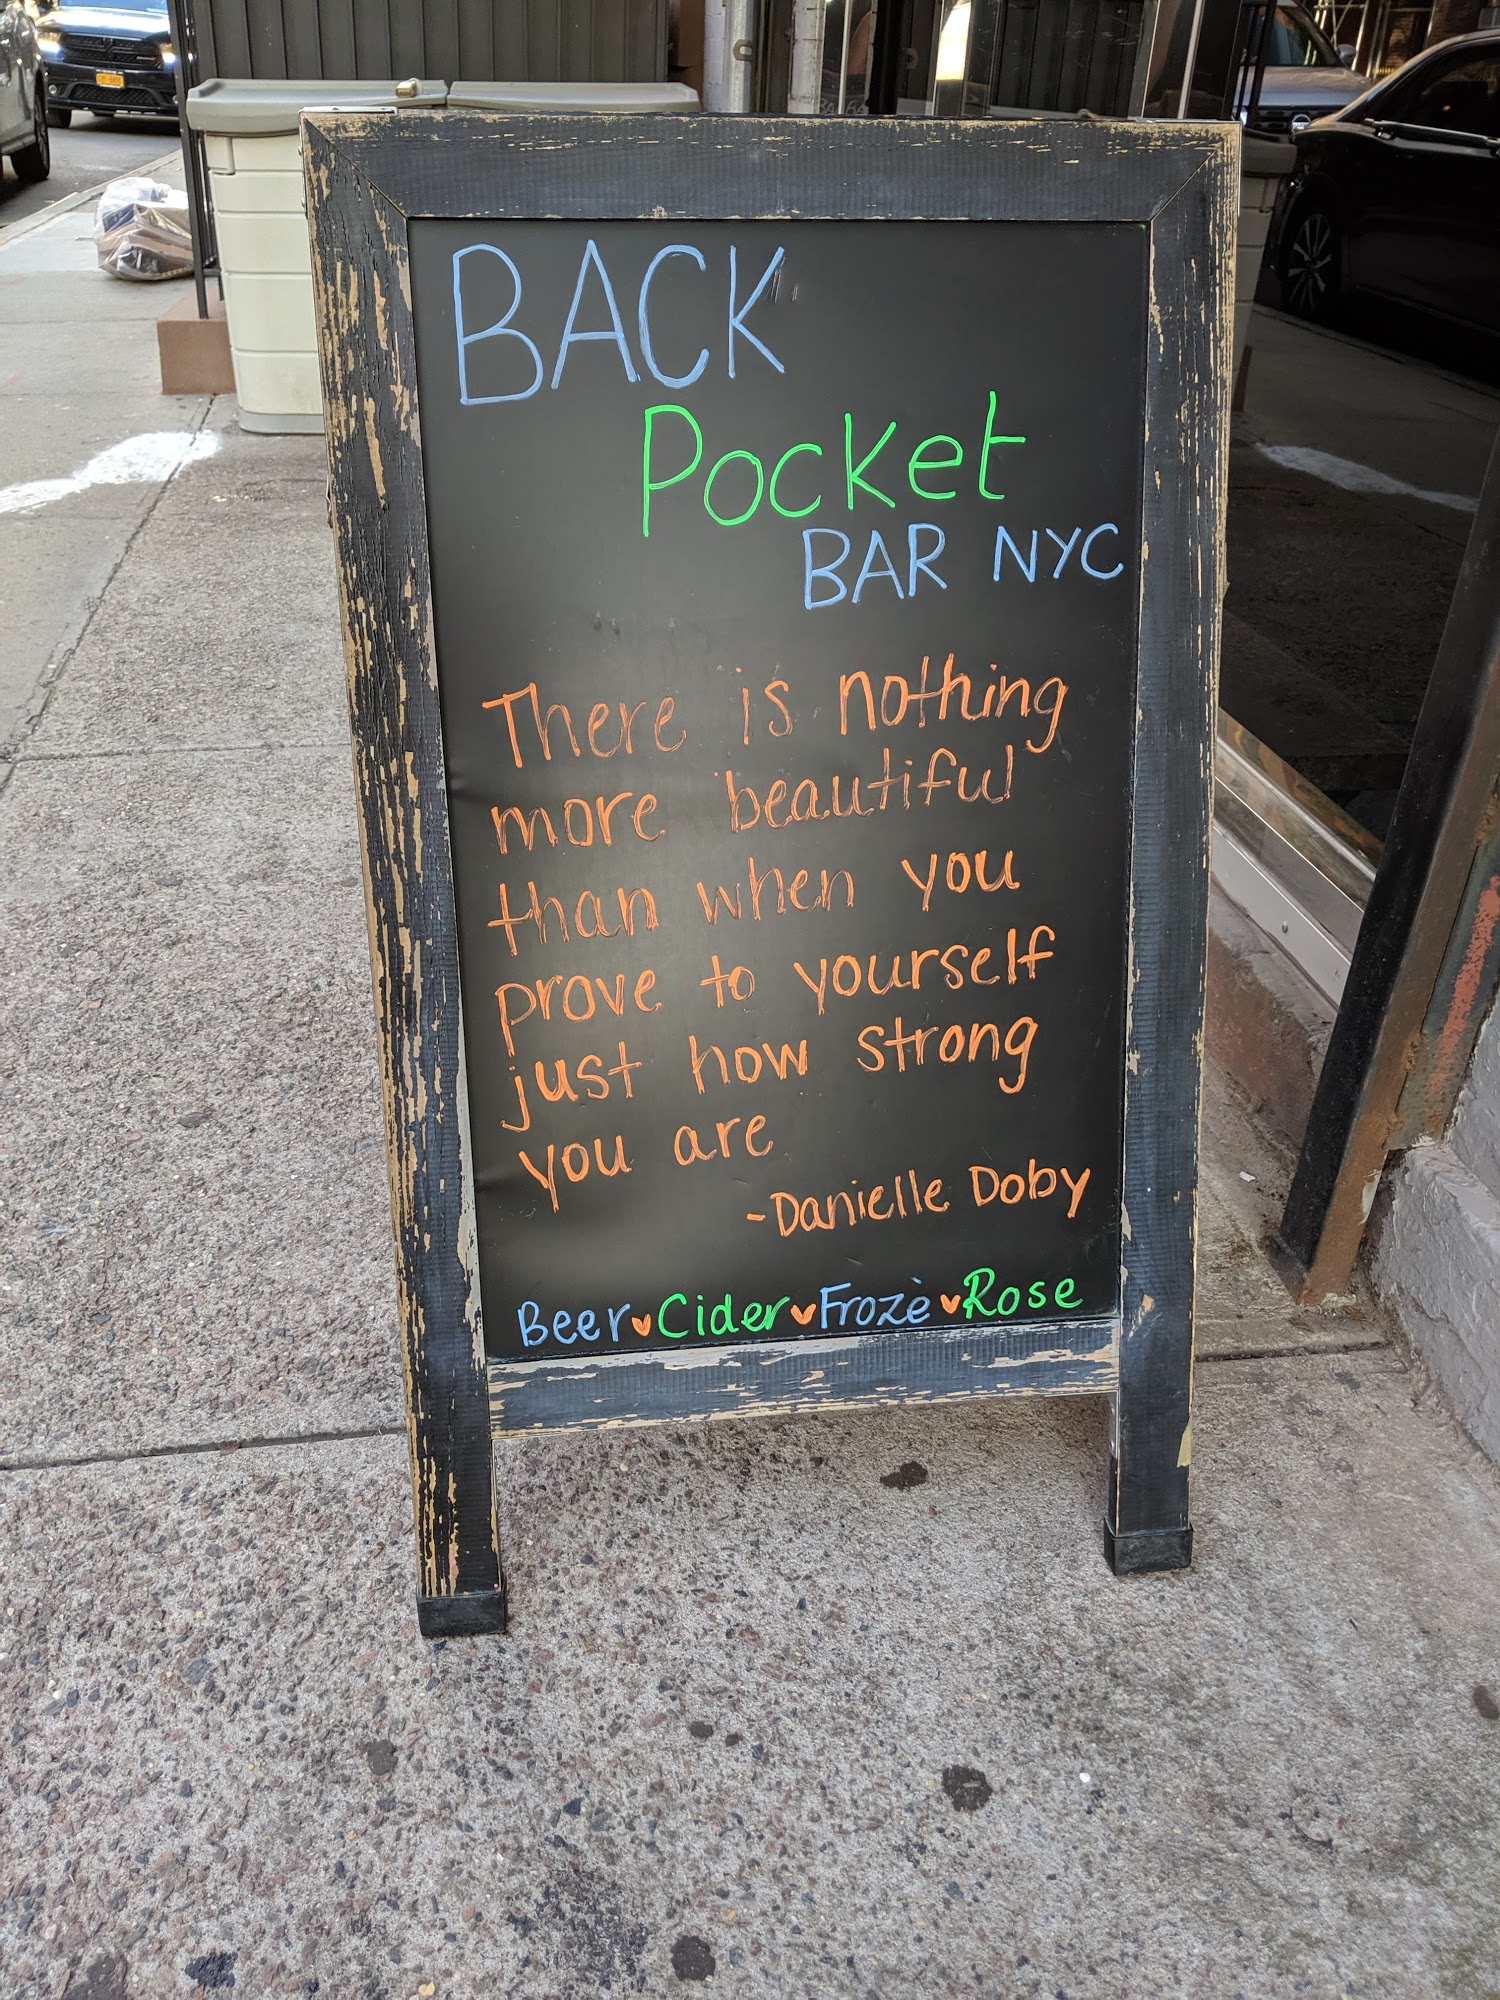 BACK
Pocket
BAR NYC
There is nothing
more beautiful
than when you
prove to yourself
just how strong
you are
-Danielle Doby
Beer Cider Frozè Rose